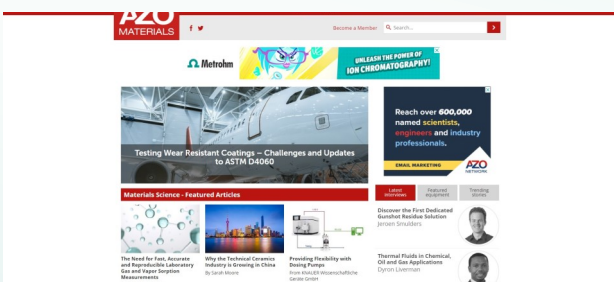 AZO
MATERIALS
Become a Member
Search...
Metrohm
UNLEASH THE POWER OF
ION CHROMATOGRAPHY!
Testing Wear Resistant Coatings – Challenges and Updates
to ASTM D4060
Reach over 600,000
named scientists,
engineers and industry
professionals.
EMAIL MARKETING
AZO
NETWORK
Materials Science - Featured Articles
Latest
Interviews
Featured
Equipment
Trending
Stories
The Need for Fast, Accurate
and Reproducible Laboratory
Gas and Vapor Sorption
Measurements
Why the Technical Ceramics
Industry is Growing in China
By Sarah Moore
Providing Flexibility with
Dosing Pumps
From KNAUER Wissenschaftliche
Geräte GmbH
Discover the First Dedicated
Gunshot Residue Solution
Jeroen Smulders
Thermal Fluids in Chemical,
Oil and Gas Applications
Dyron Liverman